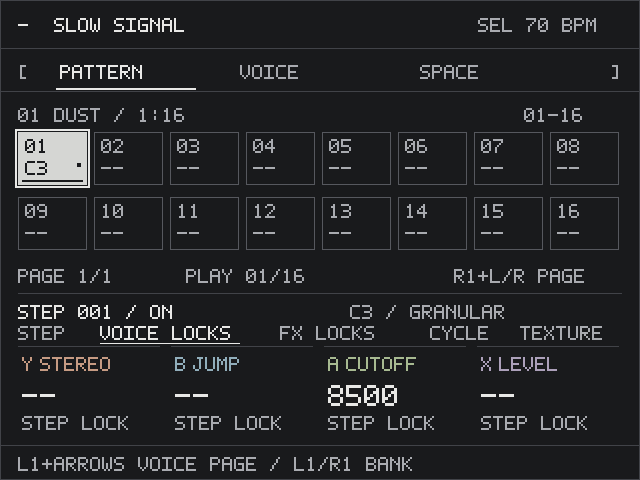 — SLOW SIGNAL SEL 70 BPM
[ PATTERN VOICE SPACE ]
01 DUST / 1:16 01-16
01 02 03 04 05 06 07 08
C3 -- -- -- -- -- -- --
09 10 11 12 13 14 15 16
-- -- -- -- -- -- -- --
PAGE 1/1 PLAY 01/16 R1+L/R PAGE
STEP 001 / ON C3 / GRANULAR
STEP VOICE LOCKS FX LOCKS CYCLE TEXTURE
Y STEREO B JUMP A CUTOFF X LEVEL
-- -- 8500 --
STEP LOCK STEP LOCK STEP LOCK STEP LOCK
L1+ARROWS VOICE PAGE / L1/R1 BANK